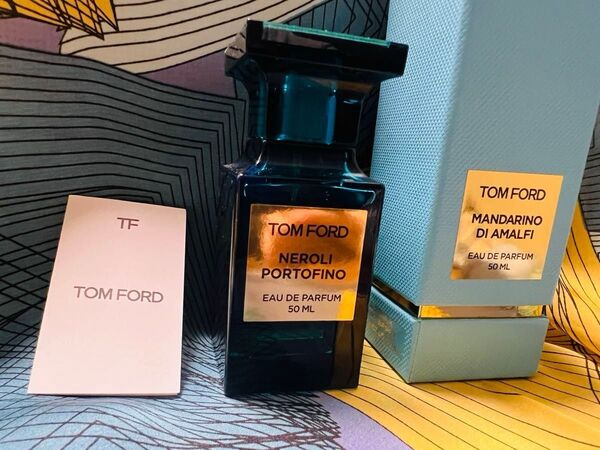 TF
TOM FORD
TOM FORD
NEROLI
PORTOFINO
EAU DE PARFUM
50 ML
TOM FORD
MANDARINO
DI AMALFI
EAU DE PARFUM
50 ML